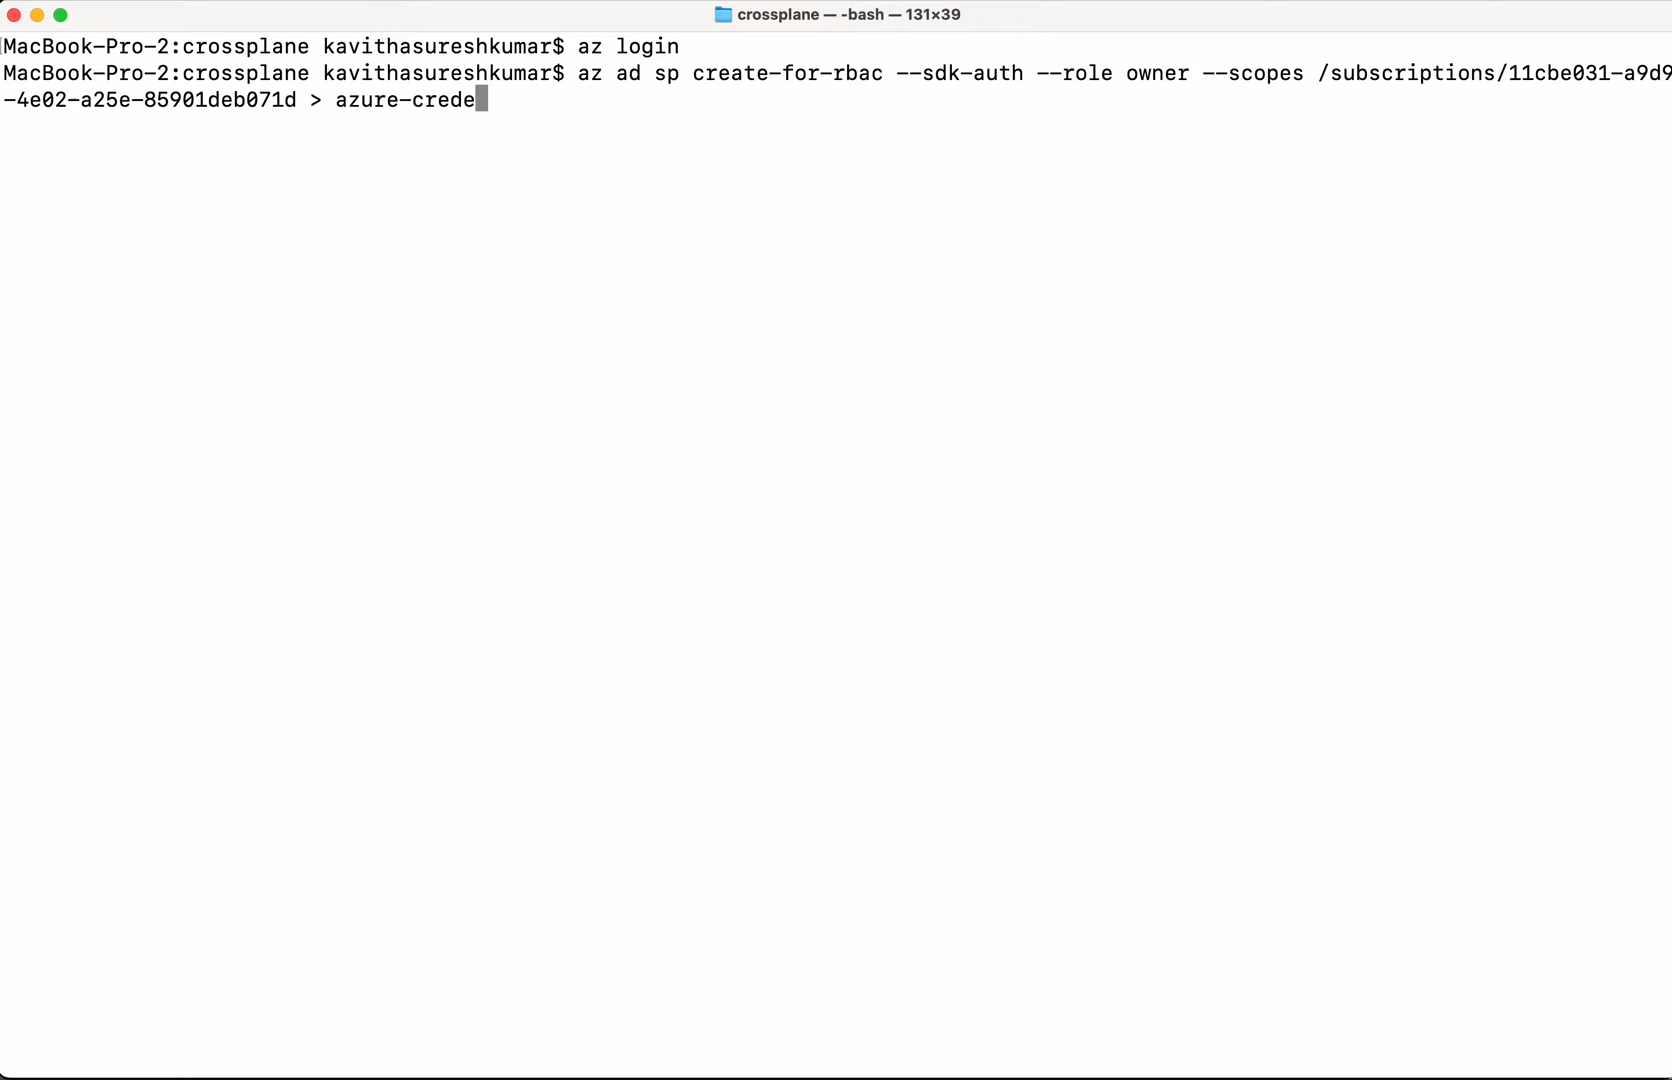 crossplane — -bash — 131×39
MacBook-Pro-2:crossplane kavithasureshkumar$ az login
MacBook-Pro-2:crossplane kavithasureshkumar$ az ad sp create-for-rbac --sdk-auth --role owner --scopes /subscriptions/11cbe031-a9d9
-4e02-a25e-85901deb071d > azure-crede